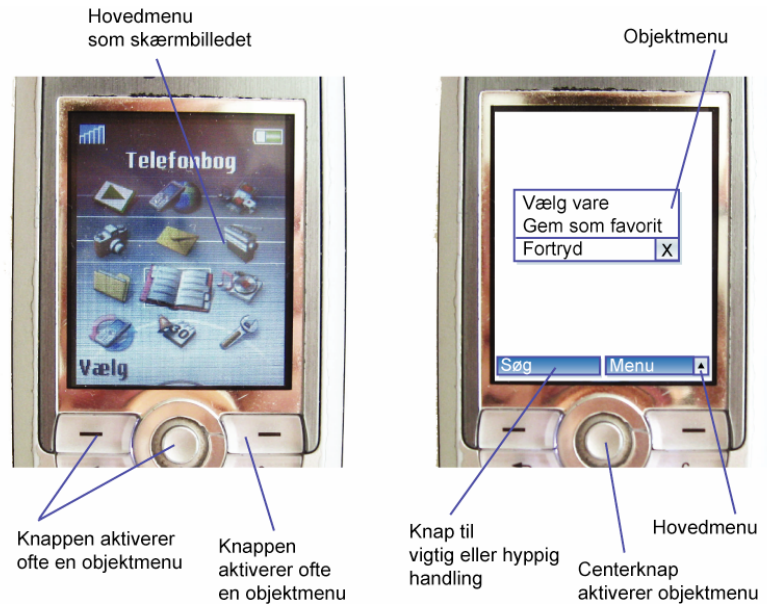 Hovedmenu
som skærmbilledet
Objektmenu
Telefonbog
Vælg
Vælg vare
Gem som favorit
Fortryd X
Søg
Menu
Knappen aktiverer
ofte en objektmenu
Knappen
aktiverer ofte
en objektmenu
Knap til
vigtig eller hyppig
handling
Centerknap
aktiverer objektmenu
Hovedmenu